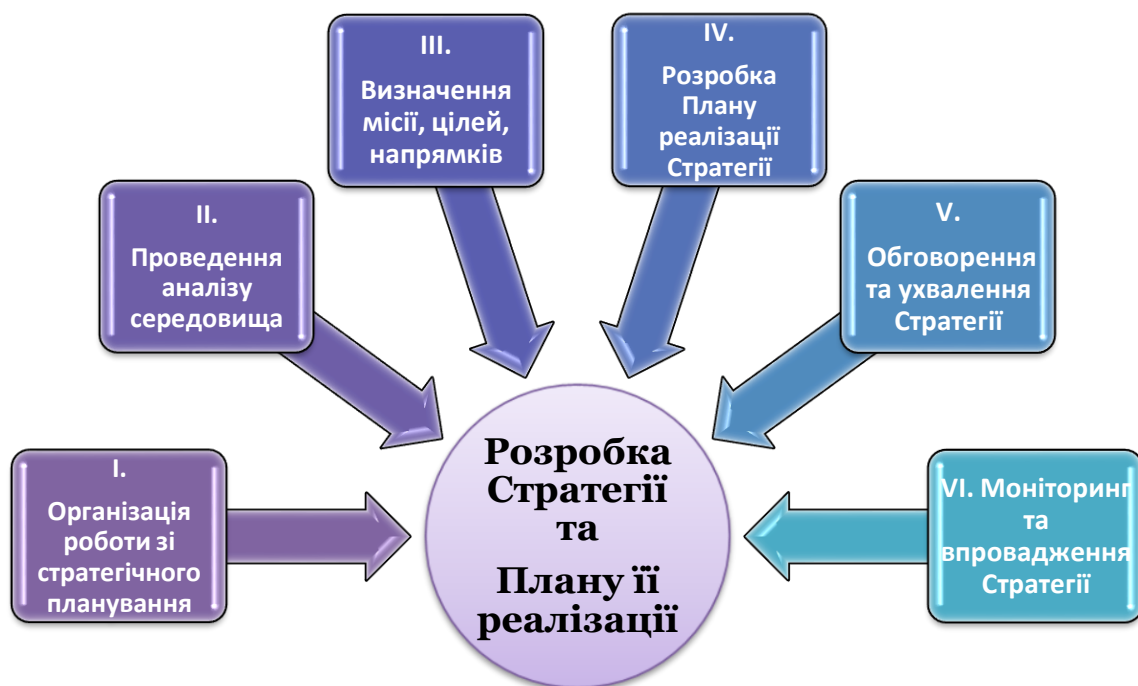 I.
Організація
роботи зі
стратегічного
планування
II.
Проведення
аналізу
середовища
III.
Визначення
місії, цілей,
напрямків
IV.
Розробка
Плану
реалізації
Стратегії
V.
Обговорення
та ухвалення
Стратегії
VI. Моніторинг
та
впровадження
Стратегії
Розробка
Стратегії
та
Плану її
реалізації